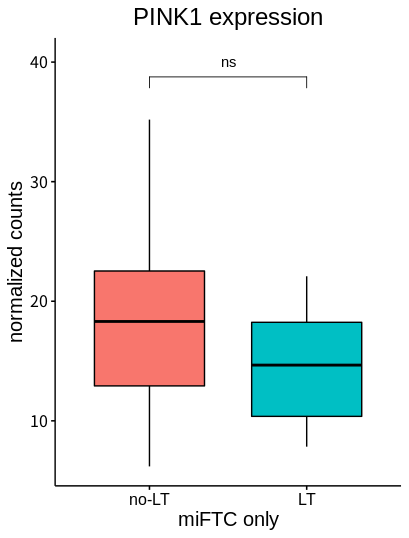 PINK1 expression
ns
40
30
20
10
normalized counts
no-LT LT
miFTC only